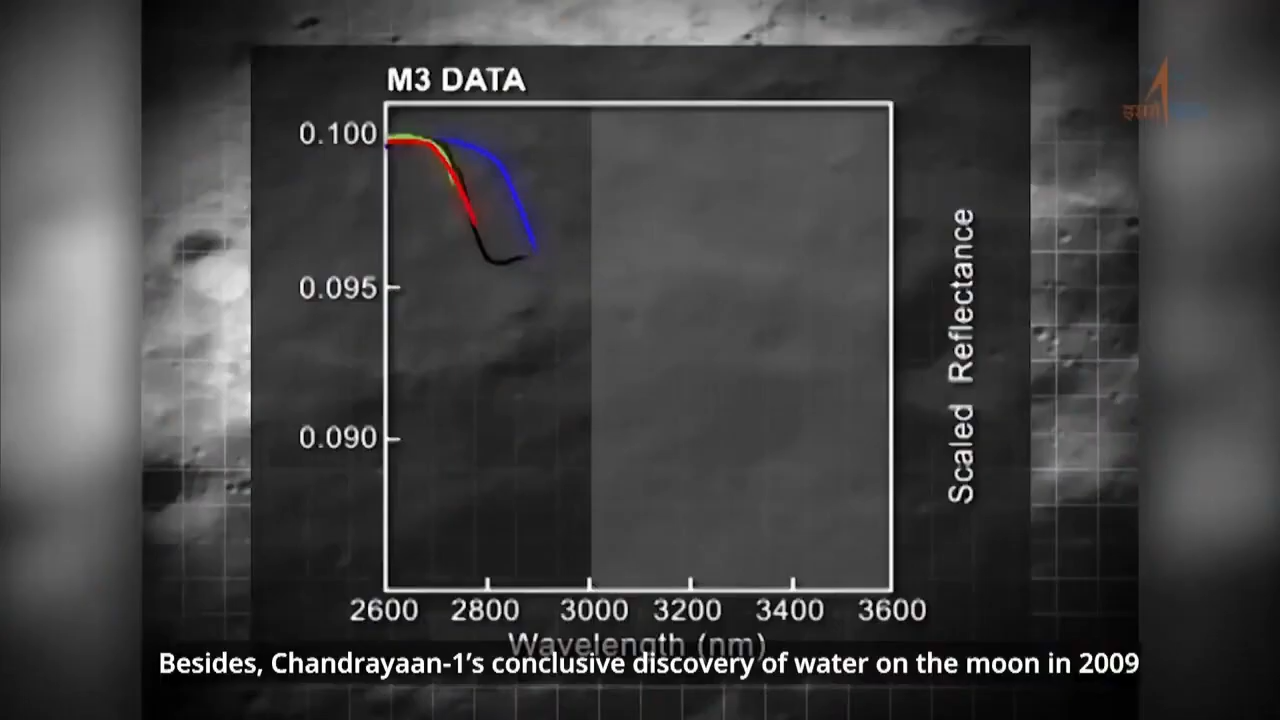 M3 DATA
इसरो
0.100
0.095
0.090
Scaled Reflectance
2600 2800 3000 3200 3400 3600
Wavelength (nm)
Besides, Chandrayaan-1’s conclusive discovery of water on the moon in 2009